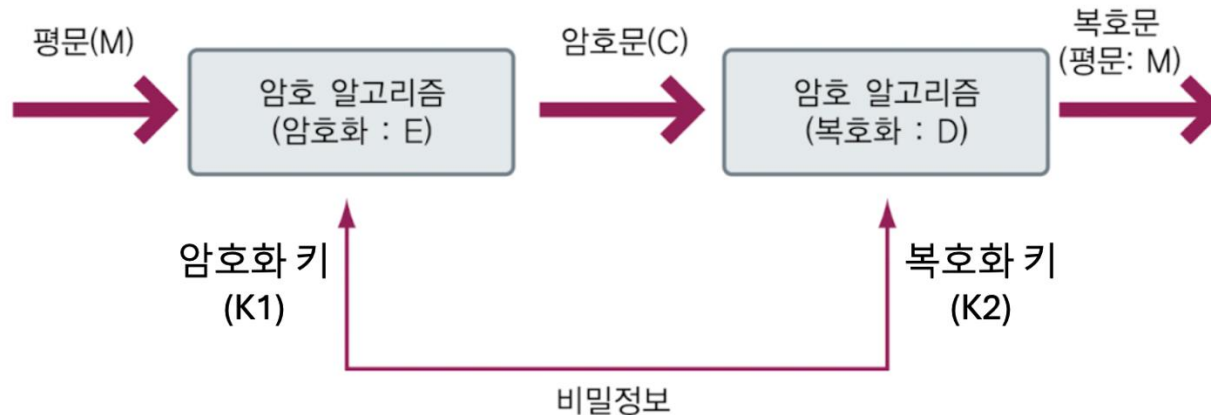 평문(M)
암호 알고리즘
(암호화 : E)
암호문(C)
암호 알고리즘
(복호화 : D)
복호문
(평문: M)
암호화 키
(K1)
복호화 키
(K2)
비밀정보